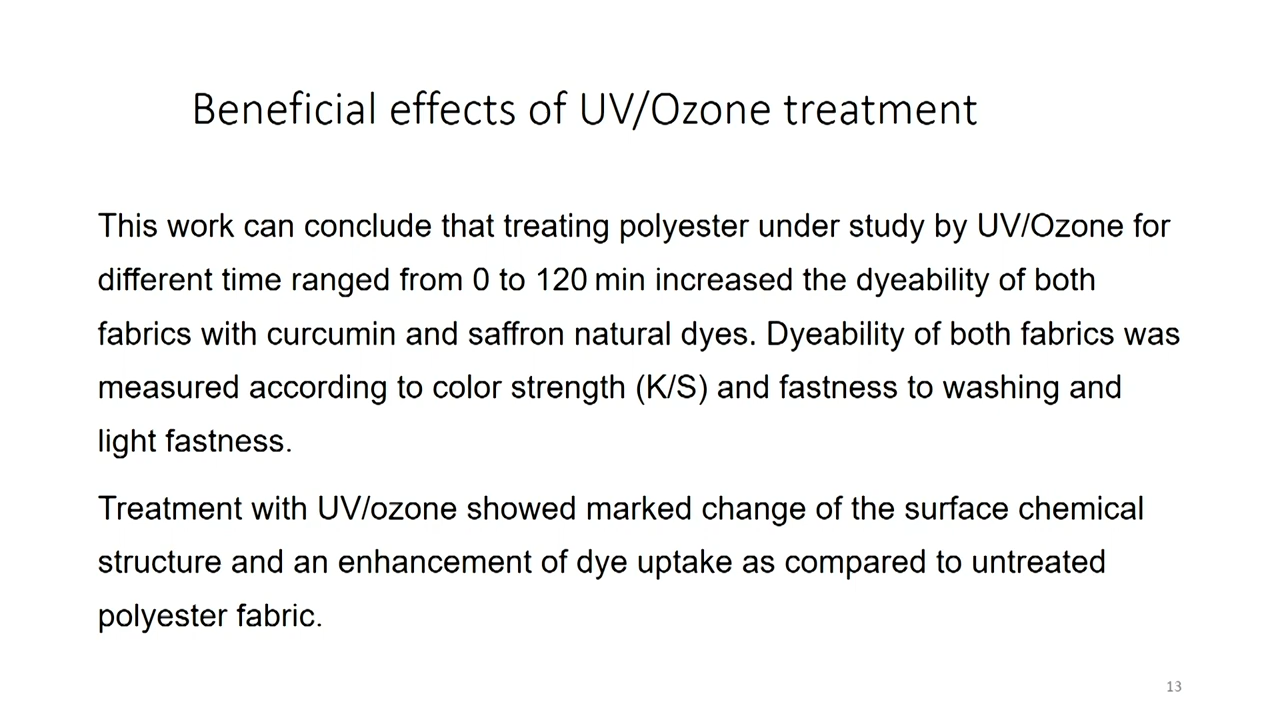 Beneficial effects of UV/Ozone treatment
This work can conclude that treating polyester under study by UV/Ozone for
different time ranged from 0 to 120 min increased the dyeability of both
fabrics with curcumin and saffron natural dyes. Dyeability of both fabrics was
measured according to color strength (K/S) and fastness to washing and
light fastness.
Treatment with UV/ozone showed marked change of the surface chemical
structure and an enhancement of dye uptake as compared to untreated
polyester fabric.
13